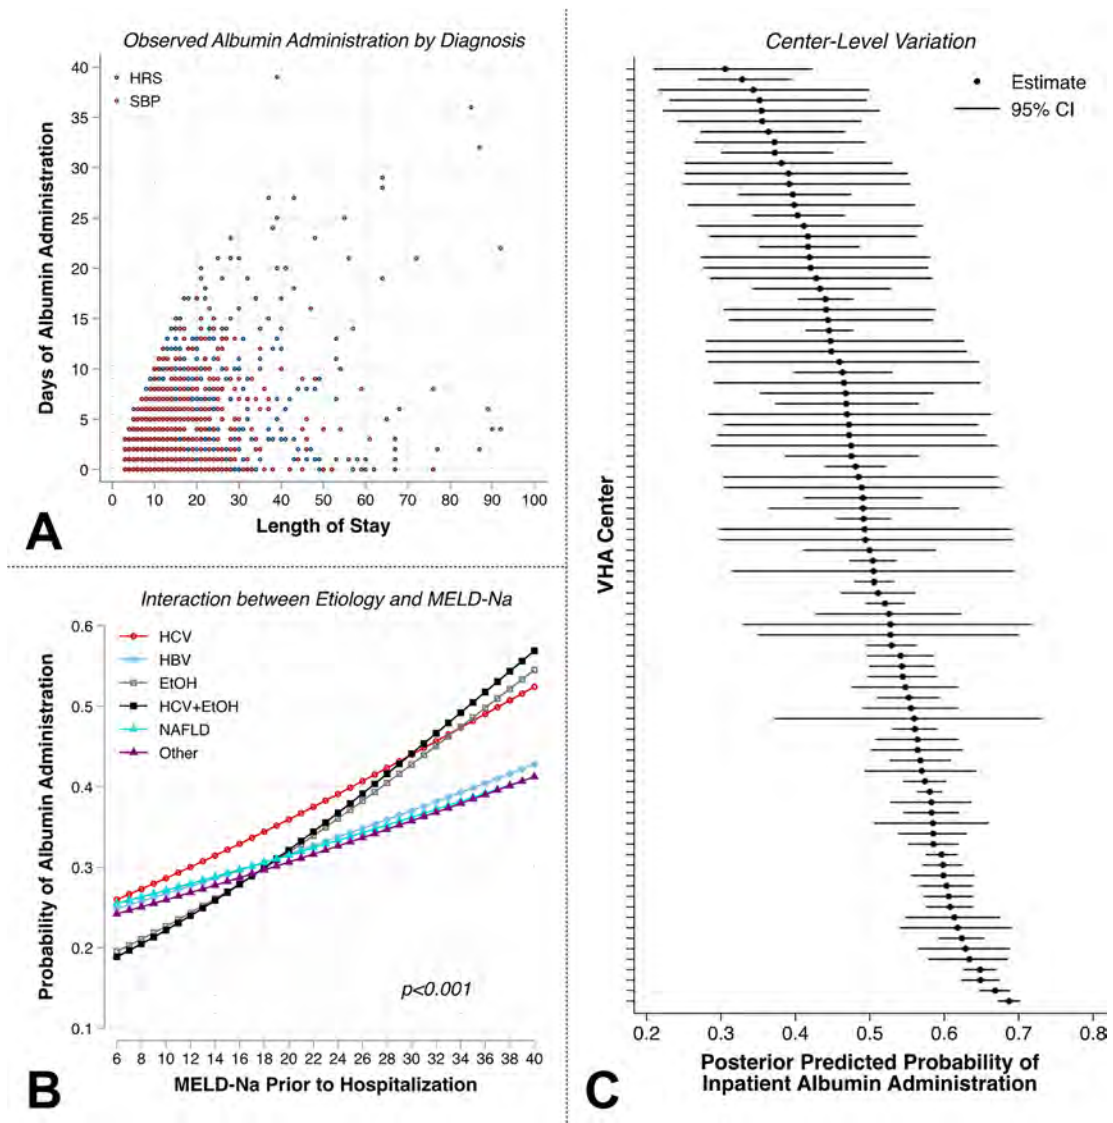 Observed Albumin Administration by Diagnosis
HRS
SBP
40
35
30
25
20
15
10
5
0
Days of Albumin Administration
0 10 20 30 40 50 60 70 80 90 100
Length of Stay
A
Interaction between Etiology and MELD-Na
HCV
HBV
EtOH
HCV+EtOH
NAFLD
Other
0.6
0.5
0.4
0.3
0.2
0.1
Probability of Albumin Administration
p<0.001
6 8 10 12 14 16 18 20 22 24 26 28 30 32 34 36 38 40
MELD-Na Prior to Hospitalization
B
Center-Level Variation
Estimate
95% CI
VHA Center
0.2 0.3 0.4 0.5 0.6 0.7 0.8
Posterior Predicted Probability of
Inpatient Albumin Administration
C